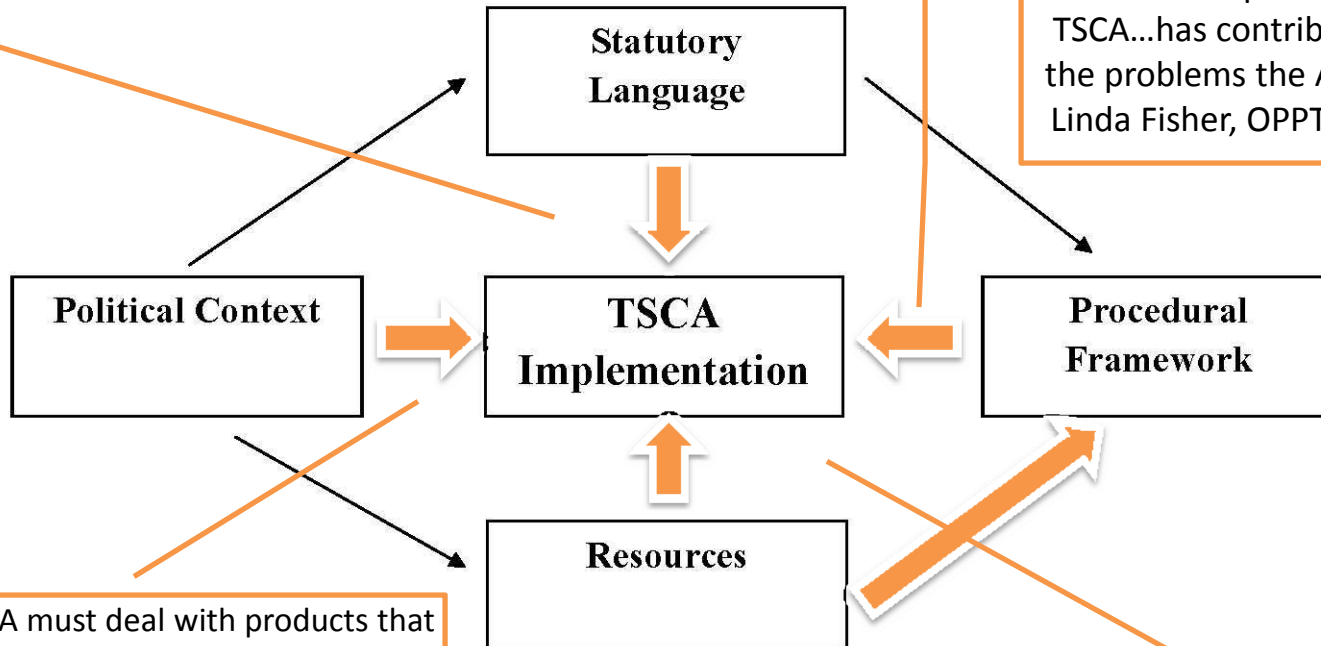 TSCA…has contrib
the problems the A
Linda Fisher, OPPT
Statutory
Language
Political Context
TSCA
Implementation
Procedural
Framework
Resources
A must deal with products that